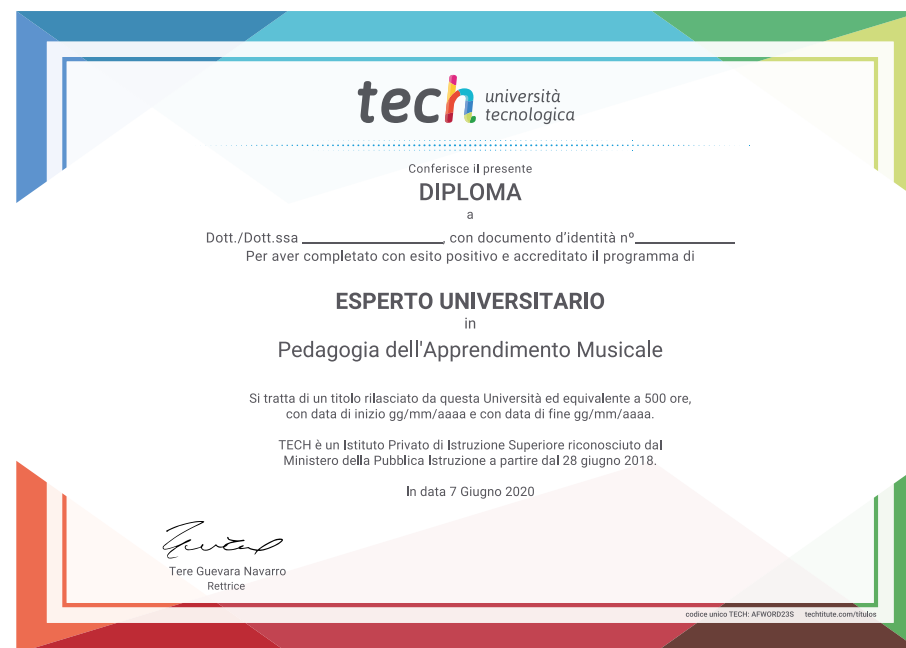 tech università
tecnologica
Conferisce il presente
DIPLOMA
a
Dott./Dott.ssa ____________________, con documento d'identità nº______________
Per aver completato con esito positivo e accreditato il programma di
ESPERTO UNIVERSITARIO
in
Pedagogia dell'Apprendimento Musicale
Si tratta di un titolo rilasciato da questa Università ed equivalente a 500 ore,
con data di inizio gg/mm/aaaa e con data di fine gg/mm/aaaa.
TECH è un Istituto Privato di Istruzione Superiore riconosciuto dal
Ministero della Pubblica Istruzione a partire dal 28 giugno 2018.
In data 7 Giugno 2020
Tere Guevara Navarro
Rettrice
codice unico TECH: AFWORD23S techtitute.com/titulos